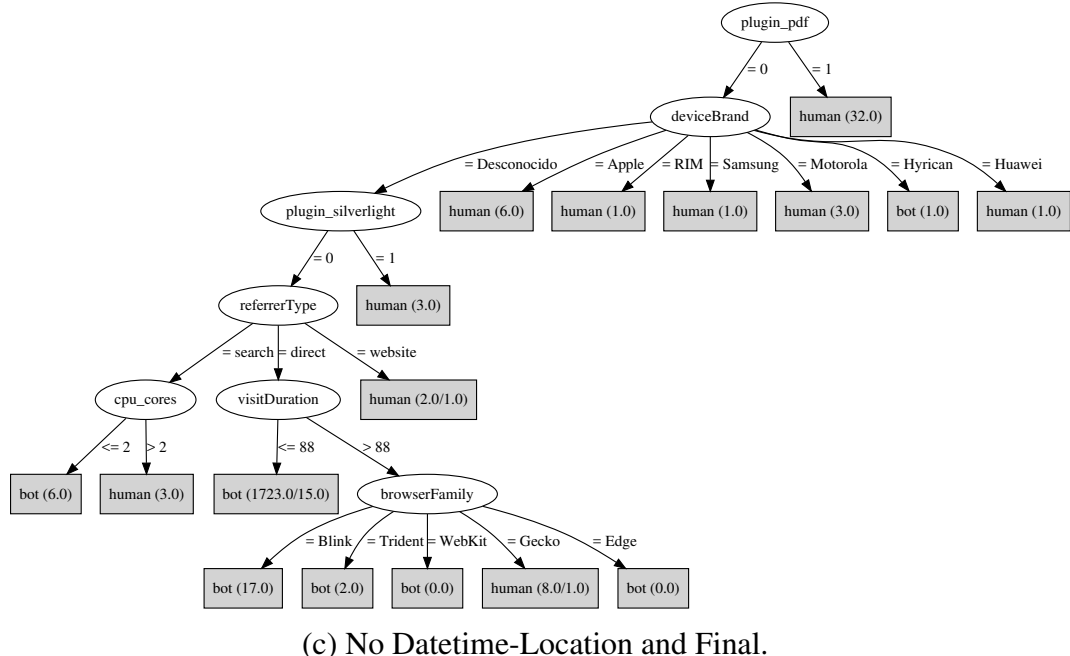 plugin_pdf
= 0 = 1
deviceBrand human (32.0)
= Desconocido = Apple = RIM = Samsung = Motorola = Hyrican = Huawei
plugin_silverlight human (6.0) human (1.0) human (1.0) human (3.0) bot (1.0) human (1.0)
= 0 = 1
referrerType human (3.0)
= search = direct = website
cpu_cores visitDuration human (2.0/1.0)
<= 2 > 2 <= 88 > 88
bot (6.0) human (3.0) bot (1723.0/15.0) browserFamily
= Blink = Trident = WebKit = Gecko = Edge
bot (17.0) bot (2.0) bot (0.0) human (8.0/1.0) bot (0.0)
(c) No Datetime-Location and Final.